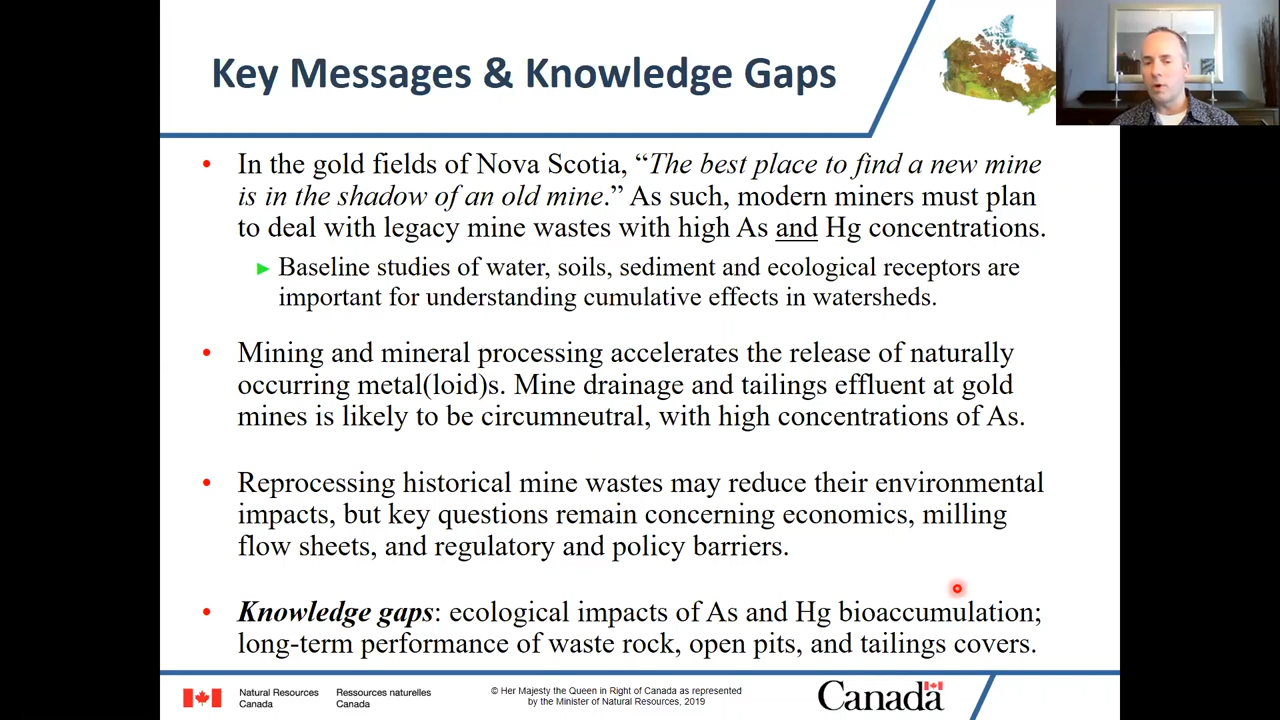 Key Messages & Knowledge Gaps
• In the gold fields of Nova Scotia, “The best place to find a new mine
is in the shadow of an old mine.” As such, modern miners must plan
to deal with legacy mine wastes with high As and Hg concentrations.
► Baseline studies of water, soils, sediment and ecological receptors are
important for understanding cumulative effects in watersheds.
• Mining and mineral processing accelerates the release of naturally
occurring metal(loid)s. Mine drainage and tailings effluent at gold
mines is likely to be circumneutral, with high concentrations of As.
• Reprocessing historical mine wastes may reduce their environmental
impacts, but key questions remain concerning economics, milling
flow sheets, and regulatory and policy barriers.
• Knowledge gaps: ecological impacts of As and Hg bioaccumulation;
long-term performance of waste rock, open pits, and tailings covers.
Natural Resources
Canada
Ressources naturelles
Canada
© Her Majesty the Queen in Right of Canada as represented
by the Minister of Natural Resources, 2019
Canada